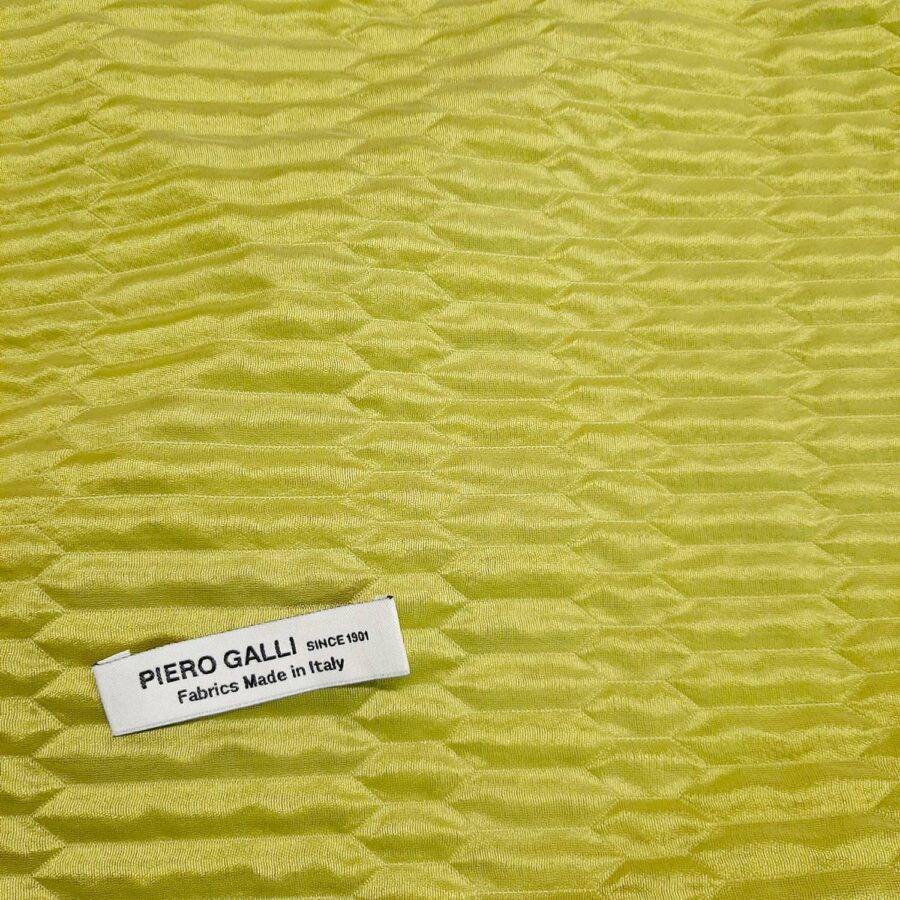 PIERO GALLI SINCE 1901
Fabrics Made in Italy